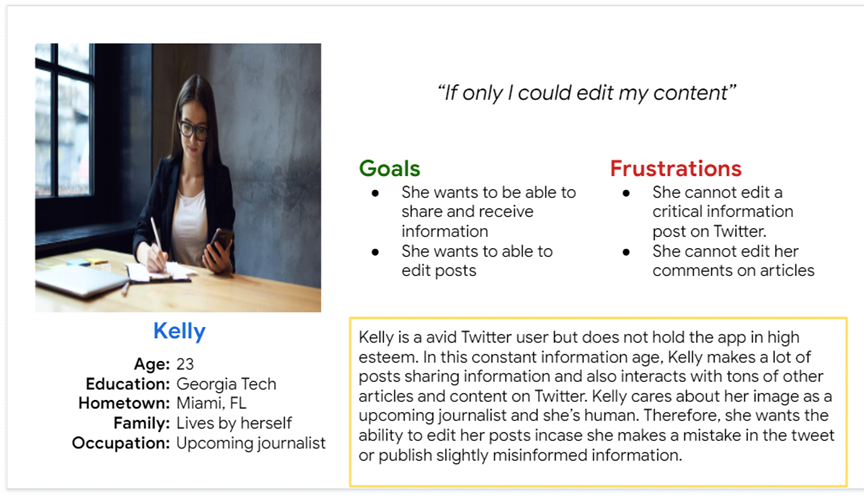 “If only I could edit my content”
Goals
● She wants to be able to
share and receive
information
● She wants to able to
edit posts
Frustrations
● She cannot edit a
critical information
post on Twitter.
● She cannot edit her
comments on articles
Kelly
Age: 23
Education: Georgia Tech
Hometown: Miami, FL
Family: Lives by herself
Occupation: Upcoming journalist
Kelly is a avid Twitter user but does not hold the app in high
esteem. In this constant information age, Kelly makes a lot of
posts sharing information and also interacts with tons of other
articles and content on Twitter. Kelly cares about her image as a
upcoming journalist and she’s human. Therefore, she wants the
ability to edit her posts incase she makes a mistake in the tweet
or publish slightly misinformed information.